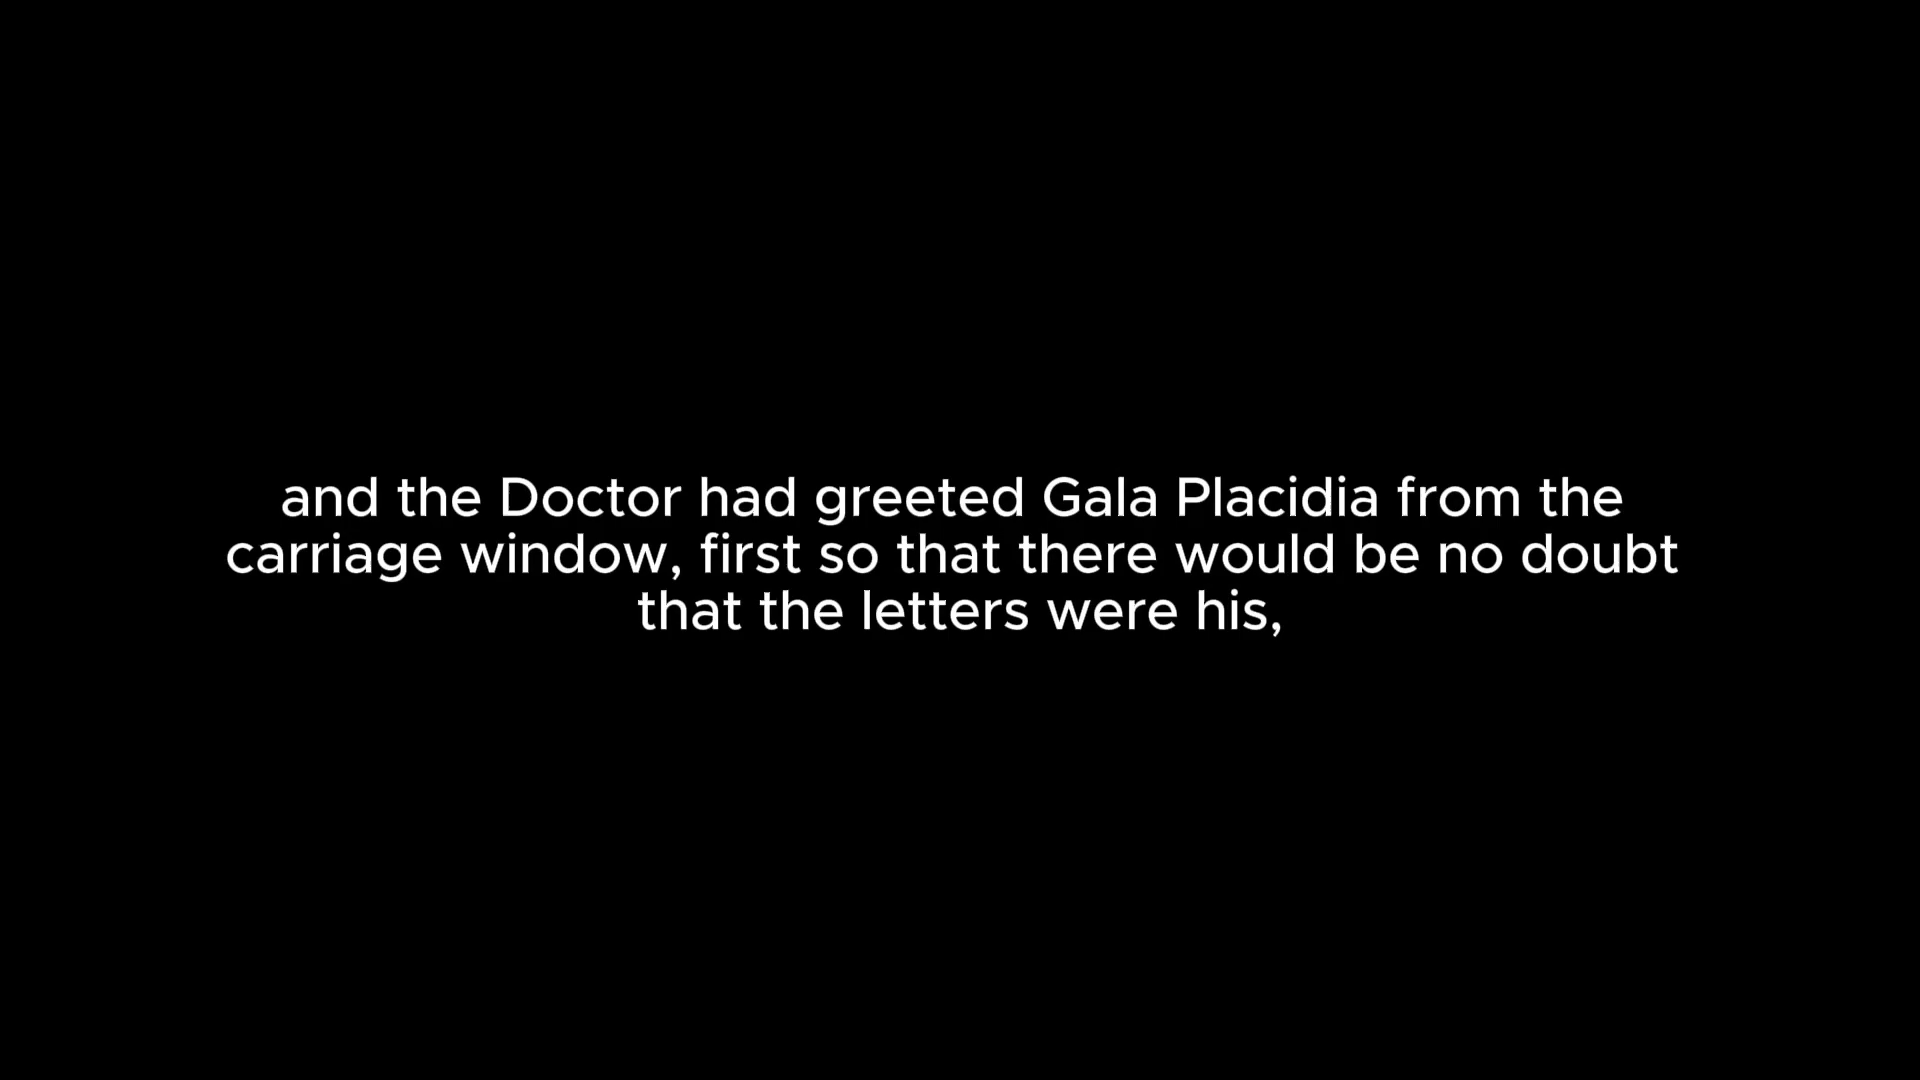 and the Doctor had greeted Gala Placidia from the
carriage window, first so that there would be no doubt
that the letters were his,